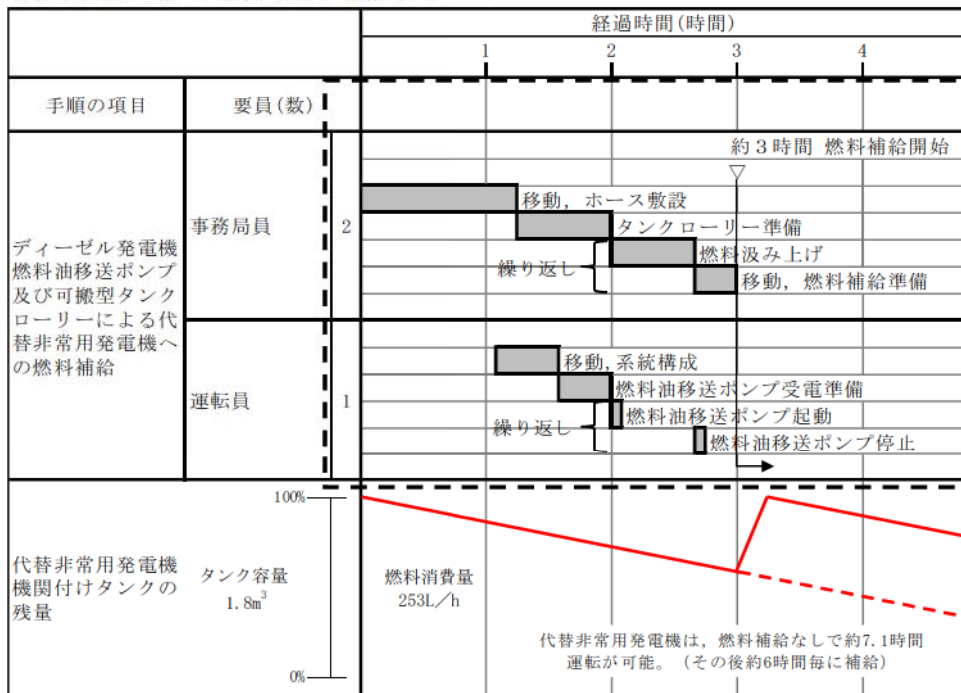 経過時間(時間)
1
2
3
4
手順の項目
要員(数)
約3時間 燃料補給開始
ディーゼル発電機
燃料油移送ポンプ
及び可搬型タンク
ローリーによる代
替非常用発電機へ
の燃料補給
事務局員
2
移動，ホース敷設
タンクローリー準備
繰り返し
燃料汲み上げ
移動，燃料補給準備
運転員
1
移動,系統構成
燃料油移送ポンプ受電準備
繰り返し
燃料油移送ポンプ起動
燃料油移送ポンプ停止
代替非常用発電機
機関付けタンクの
残量
タンク容量
1.8m³
100%
0%
燃料消費量
253L／h
代替非常用発電機は，燃料補給なしで約7.1時間
運転が可能。（その後約6時間毎に補給）